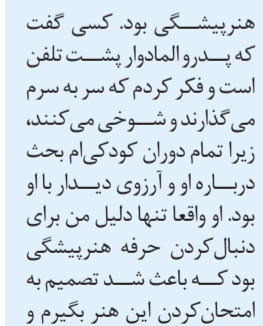 هنرپیشگی بود. کسی گفت
که پدرو المادوار پشت تلفن
است و فکر کردم که سر به سرم
می‌گذارند و شوخی می‌کنند،
زیرا تمام دوران کودکی‌ام بحث
درباره او و آرزوی دیدار با او
بود. او واقعا تنها دلیل من برای
دنبال کردن حرفه هنرپیشگی
بود که باعث شد تصمیم به
امتحان کردن این هنر بگیرم و